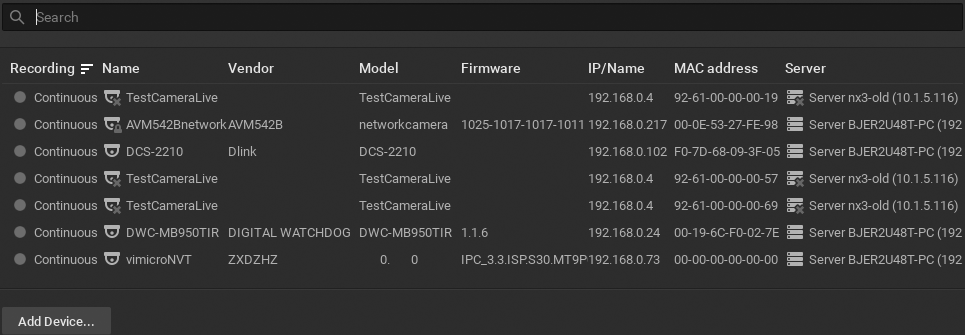 Search
Recording Name Vendor Model Firmware IP/Name MAC address Server
Continuous TestCameraLive TestCameraLive 192.168.0.4 92-61-00-00-00-19 Server nx3-old (10.1.5.116)
Continuous AVM542Bnetwork AVM542B networkcamera 1025-1017-1017-1011 192.168.0.217 00-0E-53-27-FE-98 Server BJER2U48T-PC (192
Continuous DCS-2210 Dlink DCS-2210 192.168.0.102 F0-7D-68-09-3F-05 Server BJER2U48T-PC (192
Continuous TestCameraLive TestCameraLive 192.168.0.4 92-61-00-00-00-57 Server nx3-old (10.1.5.116)
Continuous TestCameraLive TestCameraLive 192.168.0.4 92-61-00-00-00-69 Server nx3-old (10.1.5.116)
Continuous DWC-MB950TIR DIGITAL WATCHDOG DWC-MB950TIR 1.1.6 192.168.0.24 00-19-6C-F0-02-7E Server BJER2U48T-PC (192
Continuous vimicroNVT ZXDZHZ 0. 0 IPC_3.3.ISP.S30.MT9P 192.168.0.73 00-00-00-00-00-00 Server BJER2U48T-PC (192
Add Device...